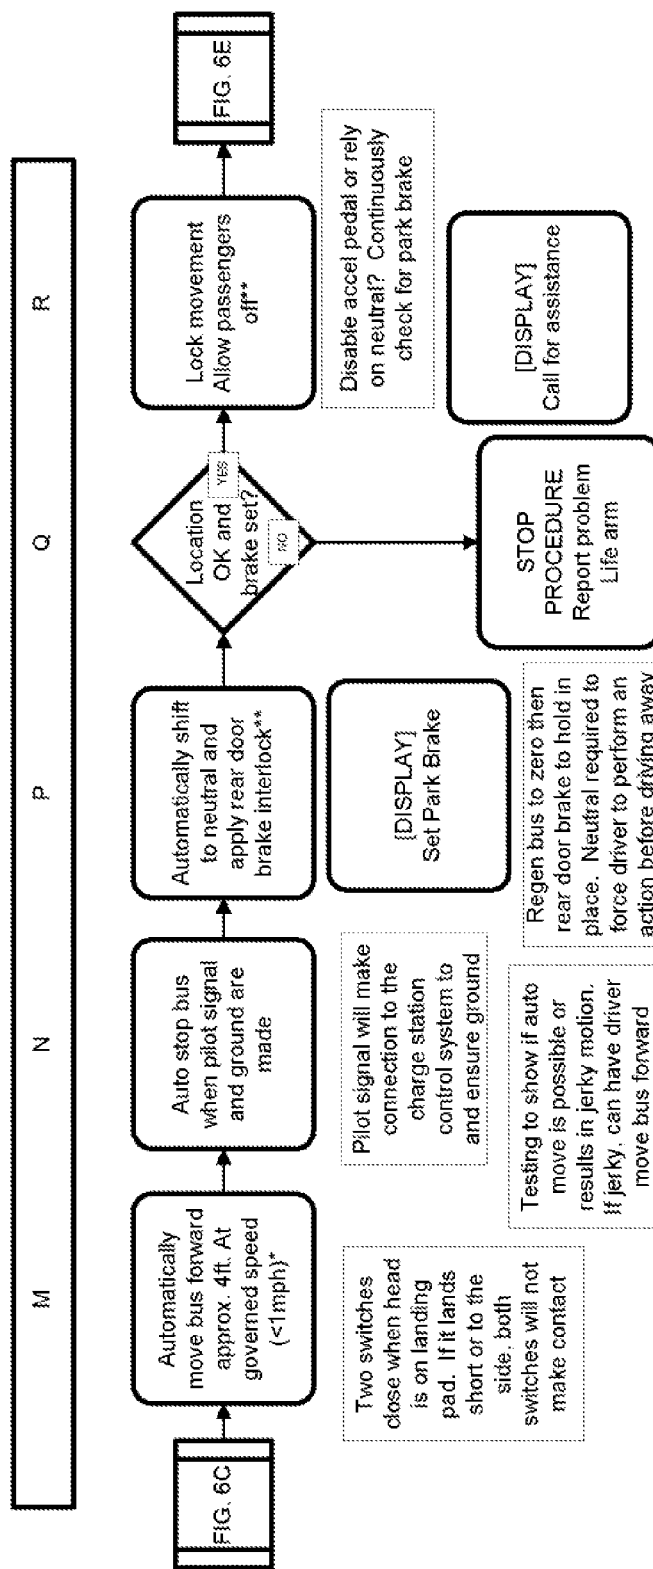 M
N
P
Q
R
FIG. 6C
Automatically
move bus forward
approx. 4ft. At
governed speed
(<1mph)*
Auto stop bus
when pilot signal
and ground are
made
Automatically shift
to neutral and
apply rear door
brake interlock**
Location
OK and
brake set?
YES
NO
Lock movement
Allow passengers
off**
FIG. 6E
Two switches
close when head
is on landing
pad. If it lands
short or to the
side, both
switches will not
make contact
Pilot signal will make
connection to the
charge station
control system to
and ensure ground
Testing to show if auto
move is possible or
results in jerky motion.
If jerky, can have driver
move bus forward
[DISPLAY]
Set Park Brake
Regen bus to zero then
rear door brake to hold in
place. Neutral required to
force driver to perform an
action before driving away
STOP
PROCEDURE
Report problem
Life arm
Disable accel pedal or rely
on neutral? Continuously
check for park brake
[DISPLAY]
Call for assistance